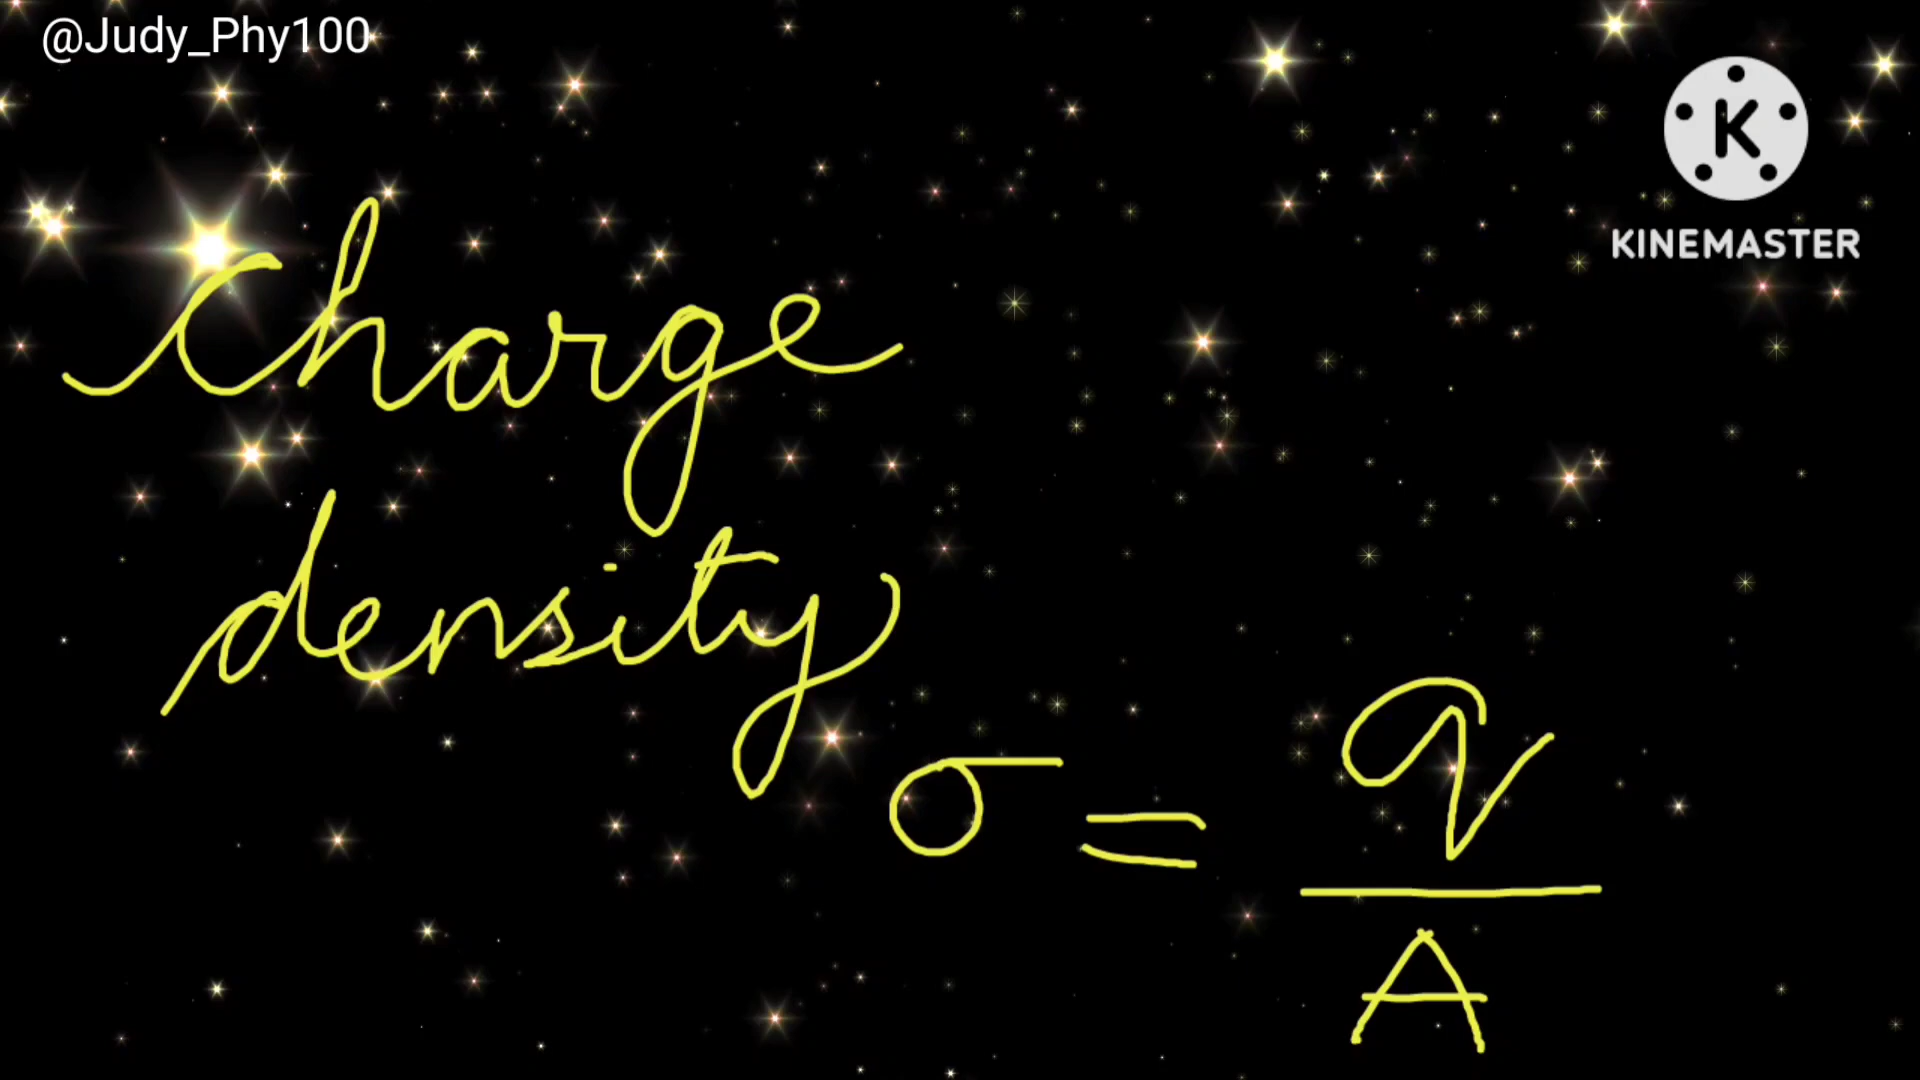 @Judy_Phy100
K
KINEMASTER
Charge
density
σ = q/A